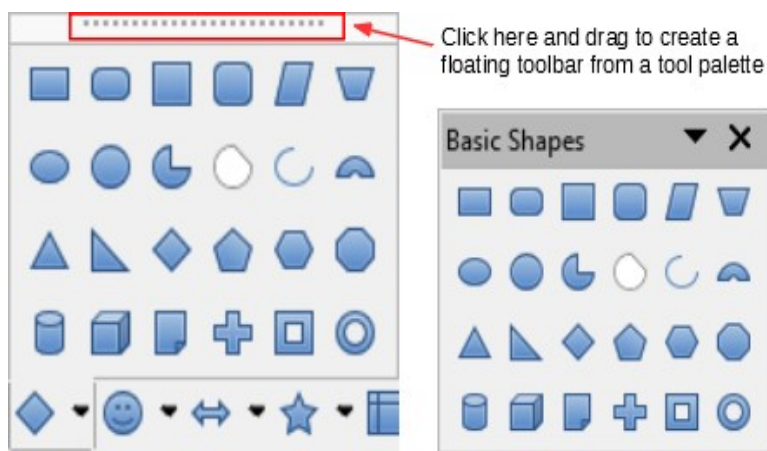 Click here and drag to create a
floating toolbar from a tool palette
Basic Shapes